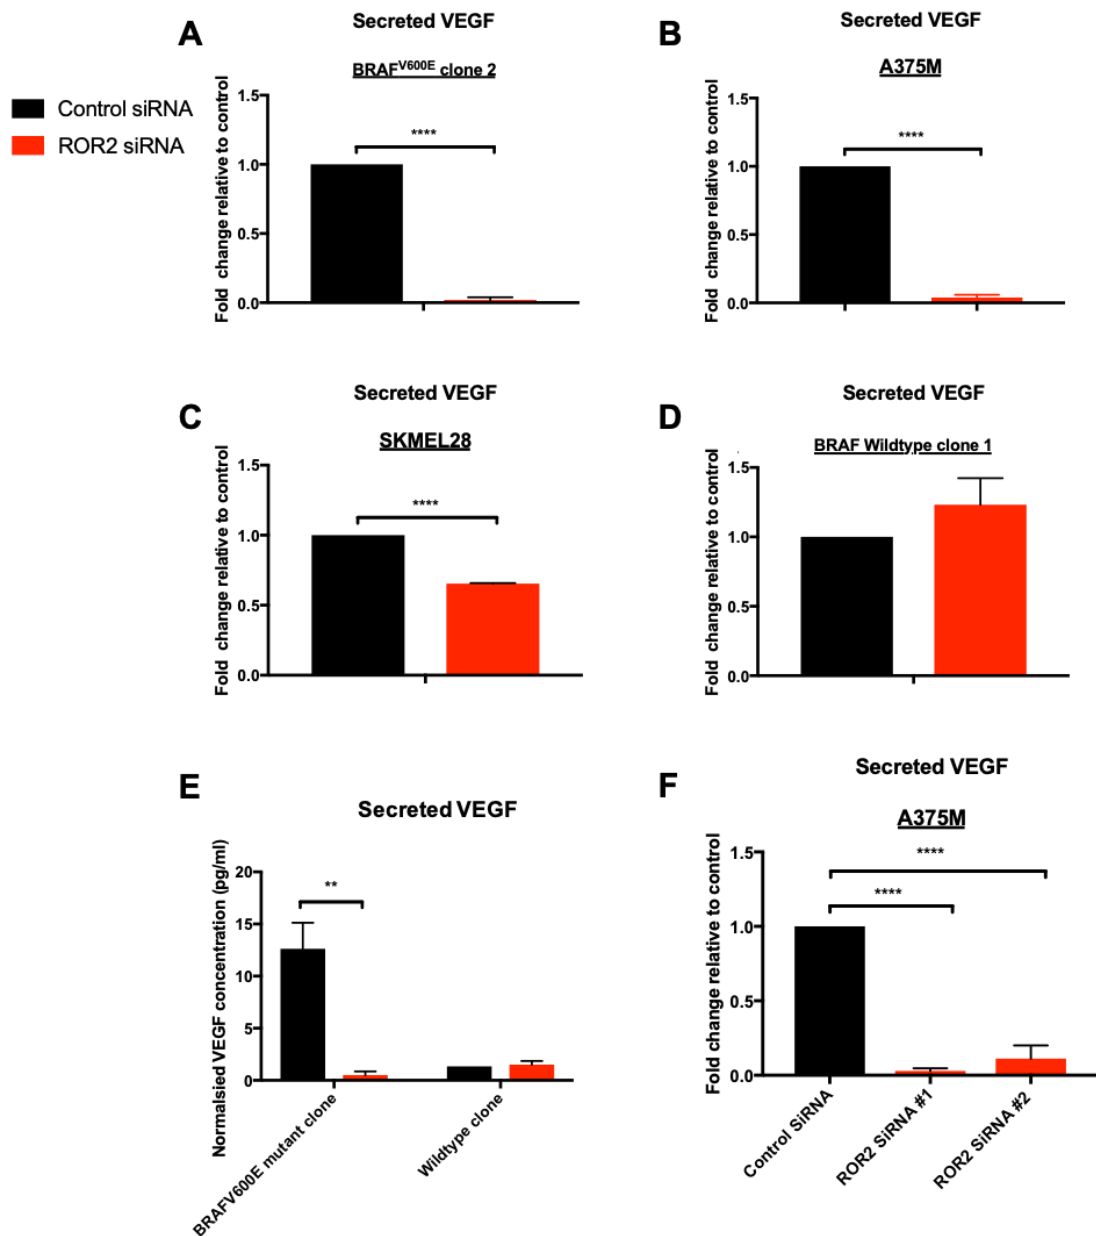 Control siRNA
ROR2 siRNA
A
Secreted VEGF
BRAFV600E clone 2
Fold change relative to control
1.5
1.0
0.5
0.0
****
B
Secreted VEGF
A375M
Fold change relative to control
1.5
1.0
0.5
0.0
****
C
Secreted VEGF
SKMEL28
Fold change relative to control
1.5
1.0
0.5
0.0
****
D
Secreted VEGF
BRAF Wildtype clone 1
Fold change relative to control
1.5
1.0
0.5
0.0
E
Secreted VEGF
Normalsied VEGF concentration (pg/ml)
20
15
10
5
0
**
BRAFV600E mutant clone
Wildtype clone
F
Secreted VEGF
A375M
Fold change relative to control
1.5
1.0
0.5
0.0
****
****
Control SiRNA
ROR2 SiRNA #1
ROR2 SiRNA #2